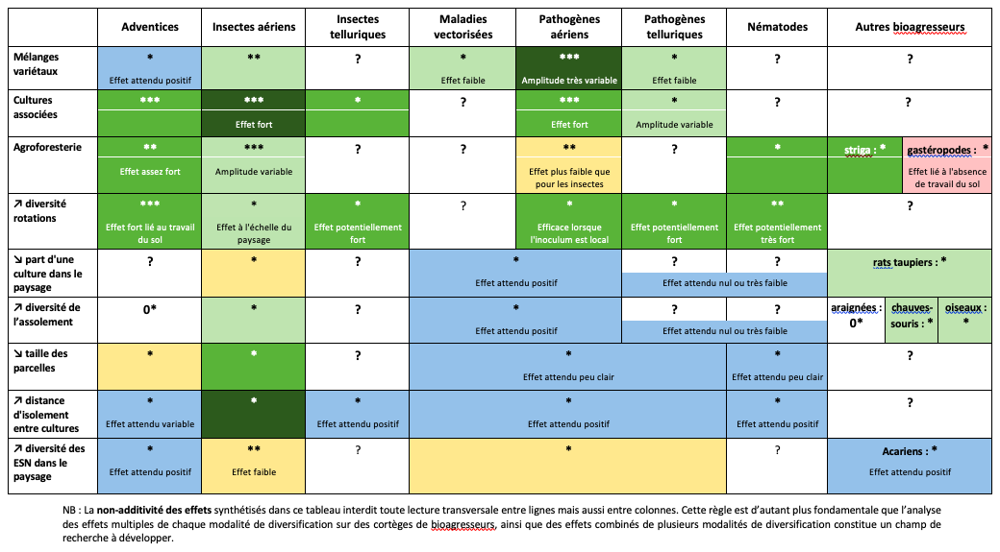 Adventices
Insectes aériens
Insectes
telluriques
Maladies
vectorisées
Pathogènes
aériens
Pathogènes
telluriques
Nématodes
Autres bioagresseurs
Mélanges
variétaux
*
Effet attendu positif
**
?
*
Effet faible
***
Amplitude très variable
*
Effet faible
?
?
Cultures
associées
***
***
Effet fort
*
?
***
Effet fort
*
Amplitude variable
?
?
Agroforesterie
**
Effet assez fort
***
Amplitude variable
?
?
**
Effet plus faible que
pour les insectes
?
*
striga : *
gastéropodes : *
Effet lié à l'absence
de travail du sol
↗ diversité
rotations
***
Effet fort lié au travail
du sol
*
Effet à l'échelle du
paysage
*
Effet potentiellement
fort
?
*
Efficace lorsque
l'inoculum est local
*
Effet potentiellement
fort
**
Effet potentiellement
très fort
?
↘ part d'une
culture dans le
paysage
?
*
?
*
Effet attendu positif
?
?
Effet attendu nul ou très faible
rats taupiers : *
↗ diversité de
l'assolement
0*
*
?
*
Effet attendu positif
?
?
Effet attendu nul ou très faible
araignées :
0*
chauves-
souris : *
oiseaux :
*
↘ taille des
parcelles
*
*
?
*
Effet attendu peu clair
*
Effet attendu peu clair
?
↗ distance
d'isolement
entre cultures
*
Effet attendu variable
*
*
Effet attendu positif
*
Effet attendu positif
*
Effet attendu positif
?
↗ diversité des
ESN dans le
paysage
*
Effet attendu positif
**
Effet faible
?
*
?
Acariens : *
Effet attendu positif
NB : La non-additivité des effets synthétisés dans ce tableau interdit toute lecture transversale entre lignes mais aussi entre colonnes. Cette règle est d'autant plus fondamentale que l'analyse
des effets multiples de chaque modalité de diversification sur des cortèges de bioagresseurs, ainsi que des effets combinés de plusieurs modalités de diversification constitue un champ de
recherche à développer.